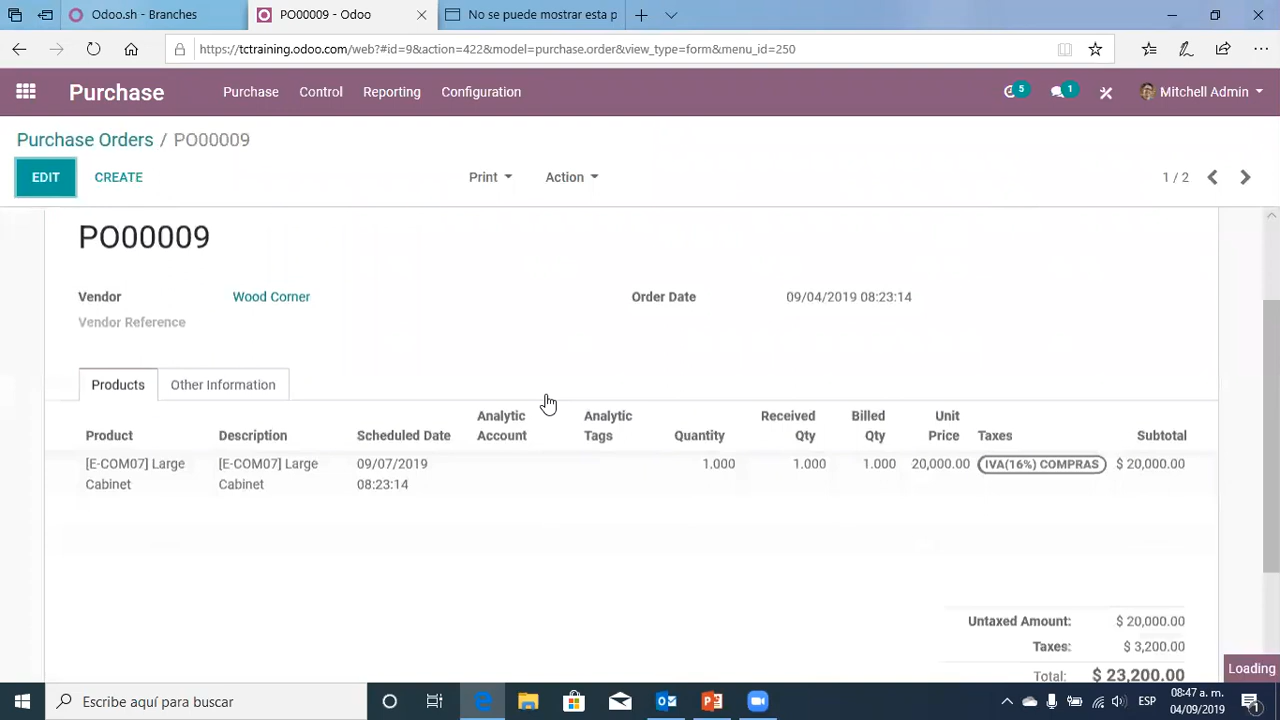 Odoo.sh - Branches
PO00009 - Odoo
No se puede mostrar esta p
https://tctraining.odoo.com/web?#id=9&action=422&model=purchase.order&view_type=form&menu_id=250
Purchase Purchase Control Reporting Configuration 5 1 Mitchell Admin
Purchase Orders / PO00009
EDIT CREATE Print Action 1 / 2
PO00009
Vendor Wood Corner Order Date 09/04/2019 08:23:14
Vendor Reference
Products Other Information
Analytic Analytic Received Billed Unit
Product Description Scheduled Date Account Tags Quantity Qty Qty Price Taxes Subtotal
[E-COM07] Large [E-COM07] Large 09/07/2019 1.000 1.000 1.000 20,000.00 IVA(16%) COMPRAS $ 20,000.00
Cabinet Cabinet 08:23:14
Untaxed Amount: $ 20,000.00
Taxes: $ 3,200.00
Total: $ 23,200.00
Loading
Escribe aquí para buscar
ESP
08:47 a. m.
04/09/2019
1